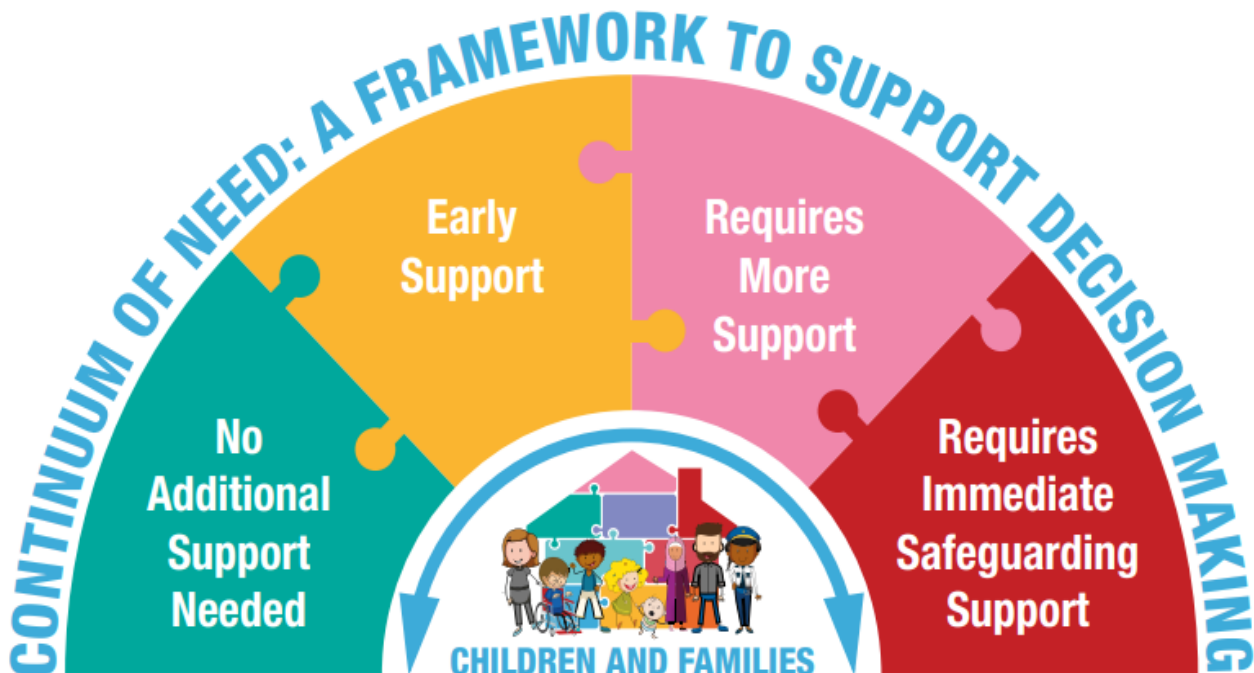 CONTINUUM OF NEED: A FRAMEWORK TO SUPPORT DECISION MAKING
No
Additional
Support
Needed
Early
Support
Requires
More
Support
Requires
Immediate
Safeguarding
Support
CHILDREN AND FAMILIES